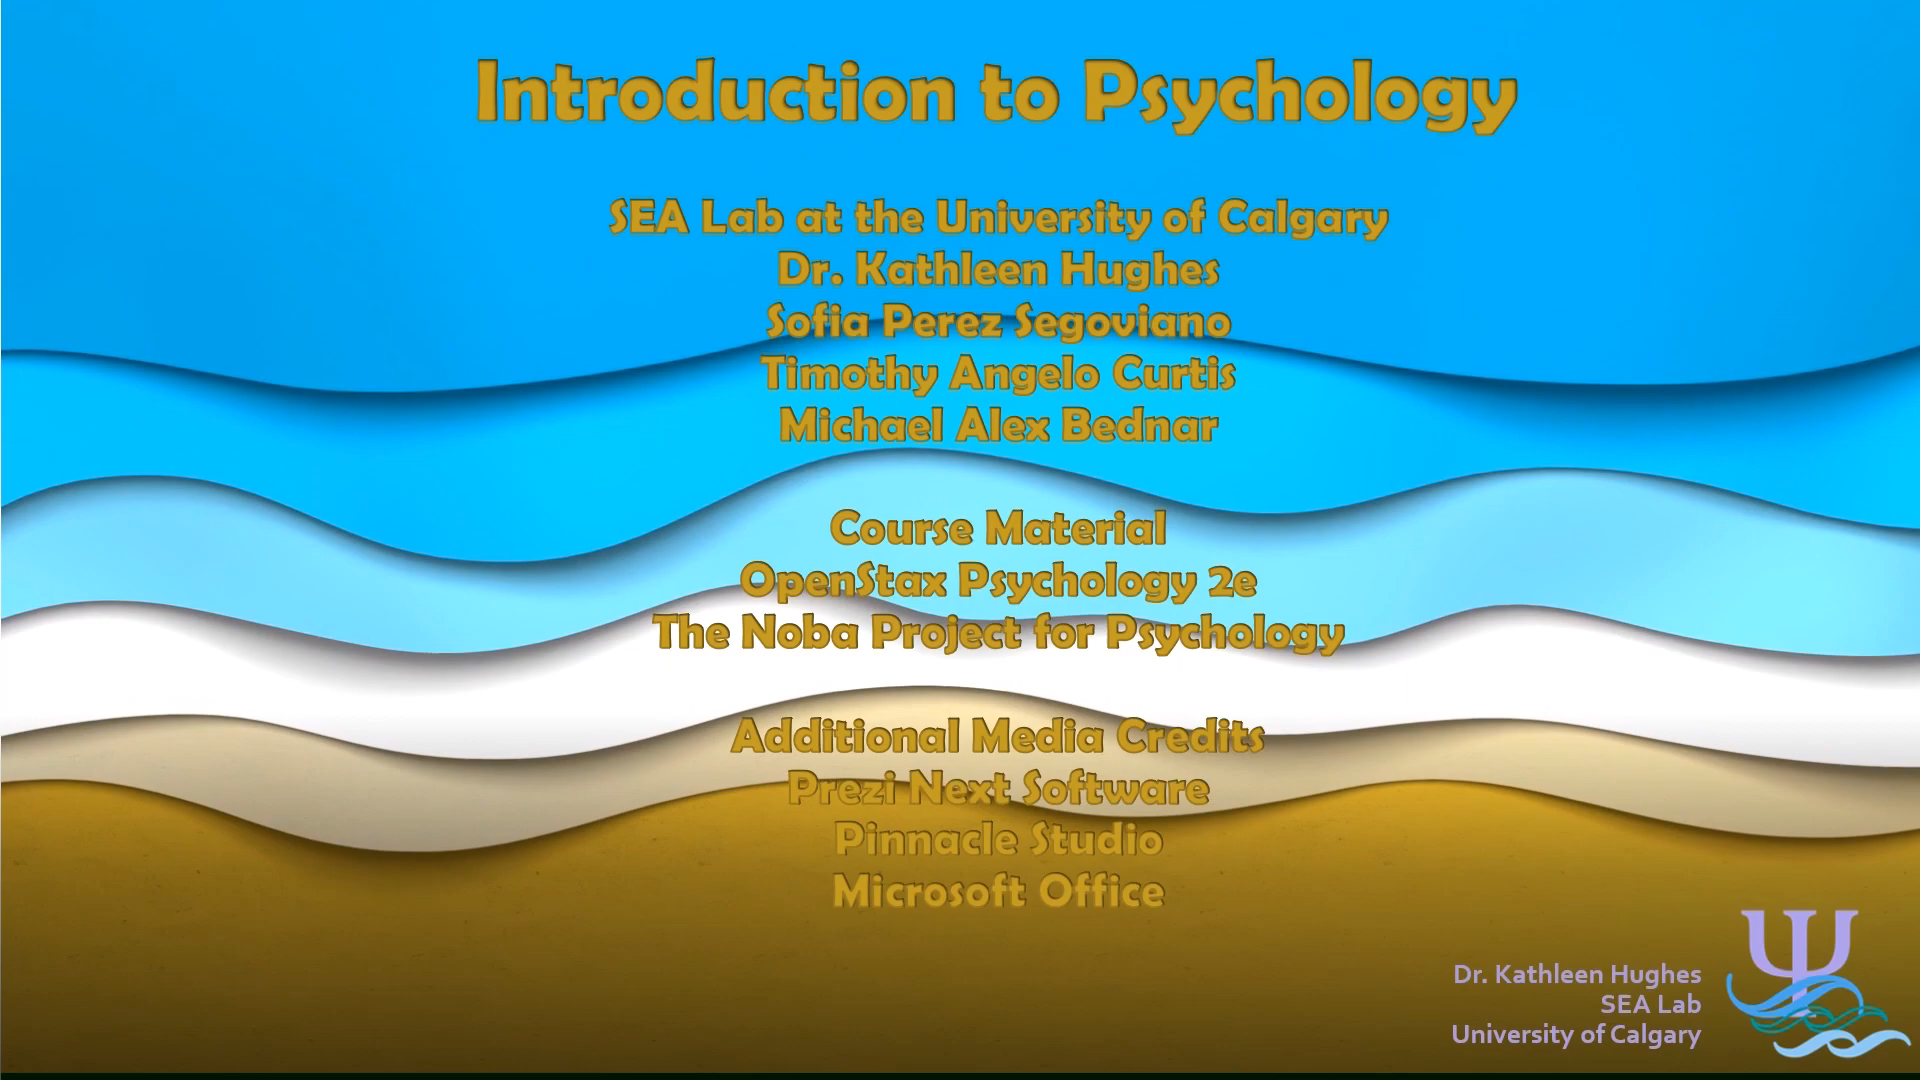 Introduction to Psychology
SEA Lab at the University of Calgary
Dr. Kathleen Hughes
Sofia Perez Segoviano
Timothy Angelo Curtis
Michael Alex Bednar
Course Material
OpenStax Psychology 2e
The Noba Project for Psychology
Additional Media Credits
Prezi Next Software
Pinnacle Studio
Microsoft Office
Dr. Kathleen Hughes
SEA Lab
University of Calgary